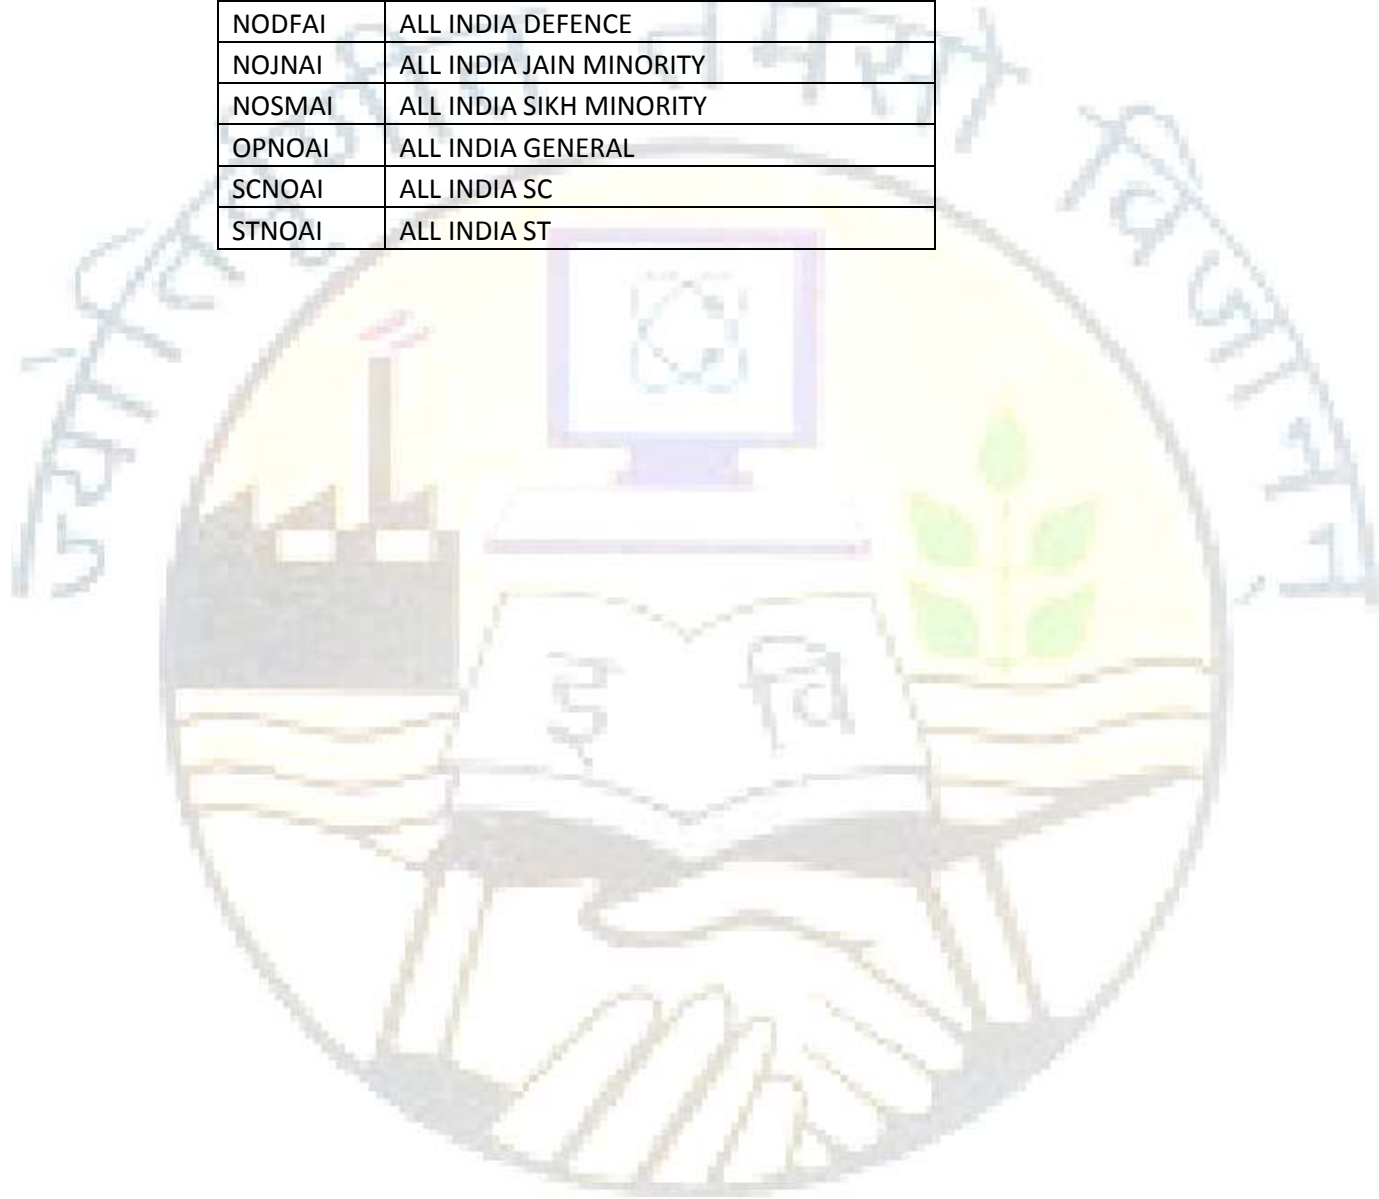 NODFAI ALL INDIA DEFENCE
NOJNAI ALL INDIA JAIN MINORITY
NOSMAI ALL INDIA SIKH MINORITY
OPNOAI ALL INDIA GENERAL
SCNOAI ALL INDIA SC
STNOAI ALL INDIA ST
इ वि